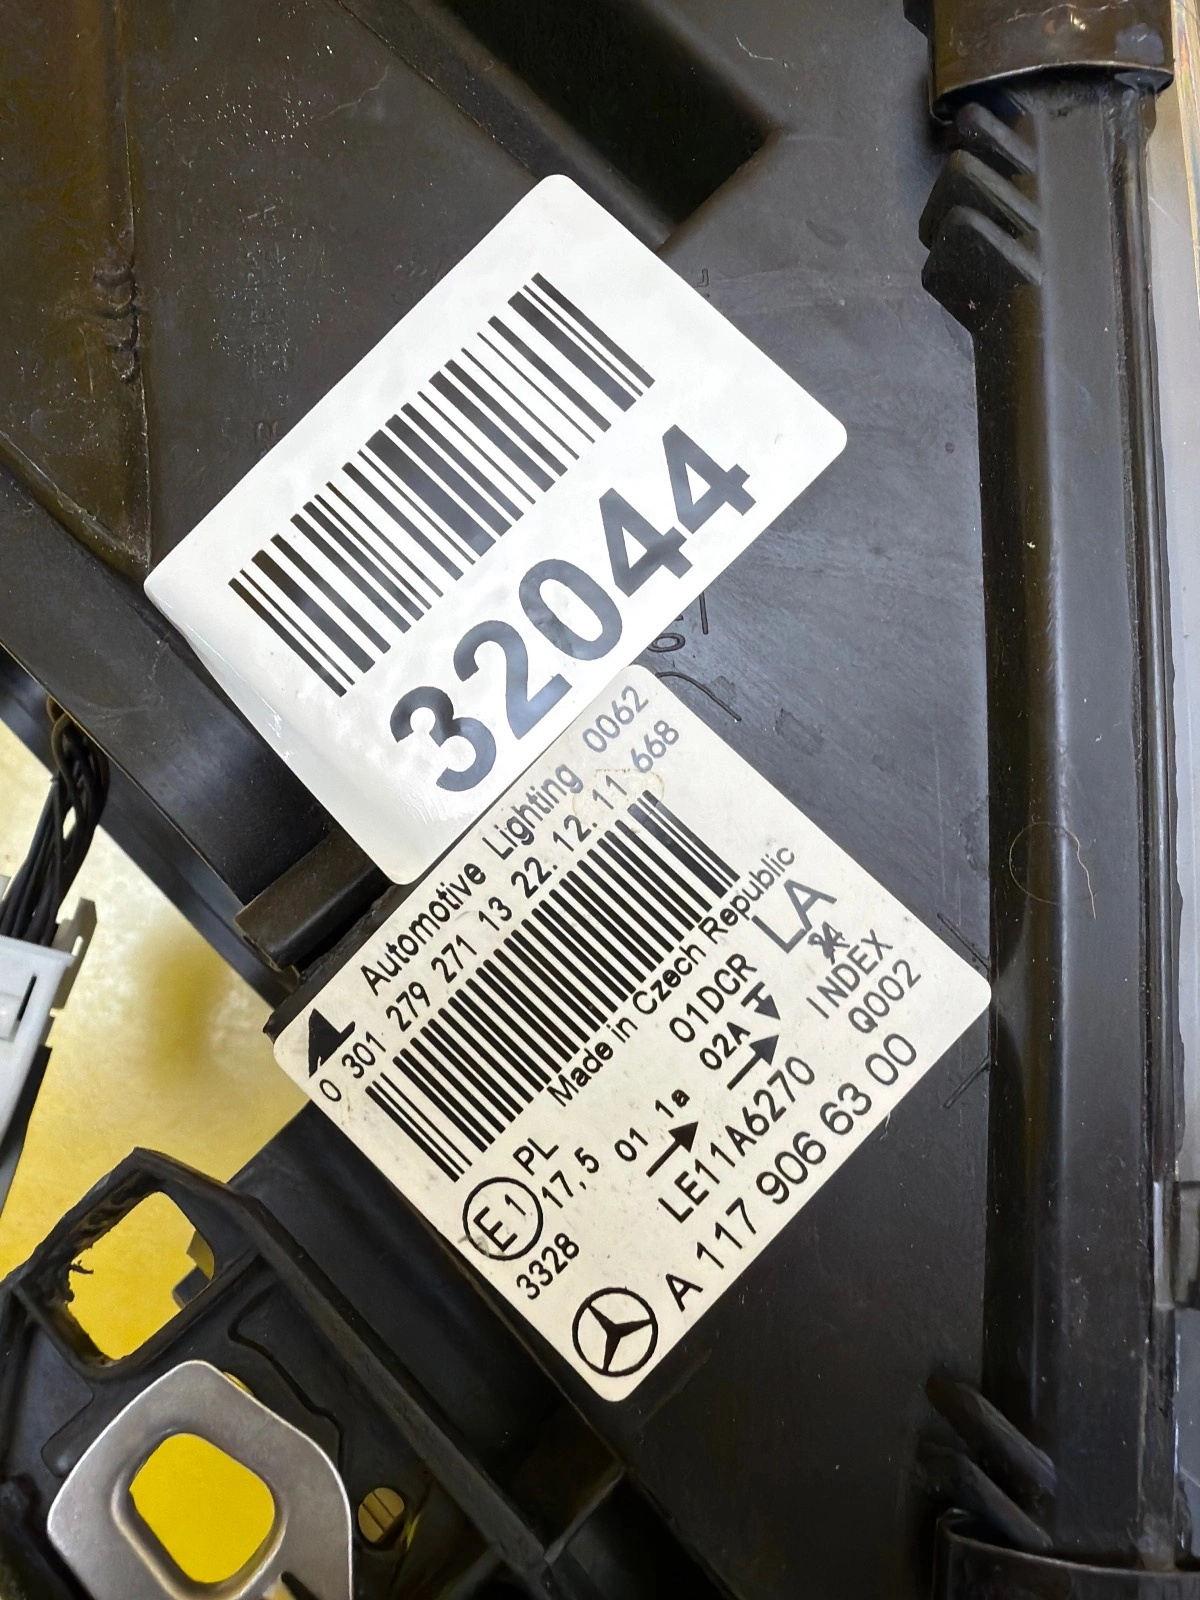 32044
Automotive Lighting 0062
0 301 279 271 13 22.12.11 668
Made in Czech Republic
E1
PL
17,5
3328
01 1a
01DCR
02A
LA
24
INDEX
Q002
LE11A6270
A 117 906 63 00